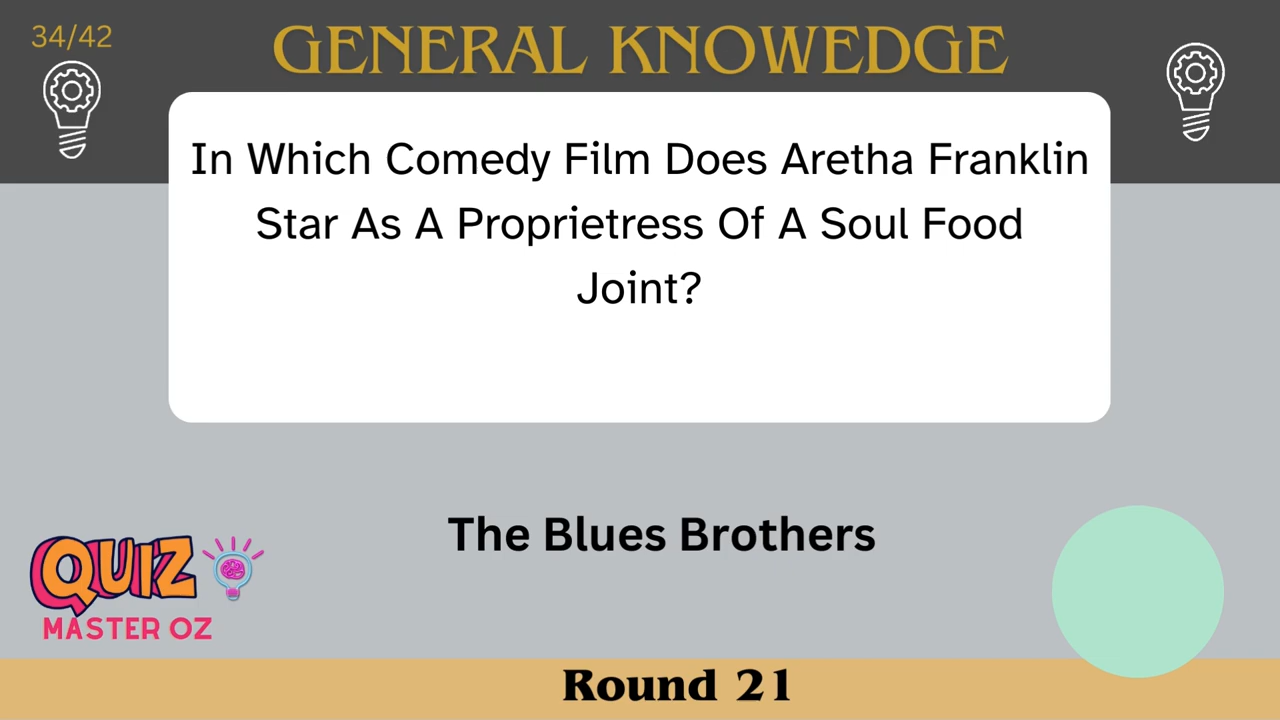 34/42
GENERAL KNOWEDGE
In Which Comedy Film Does Aretha Franklin
Star As A Proprietress Of A Soul Food
Joint?
The Blues Brothers
QUIZ
MASTER OZ
Round 21